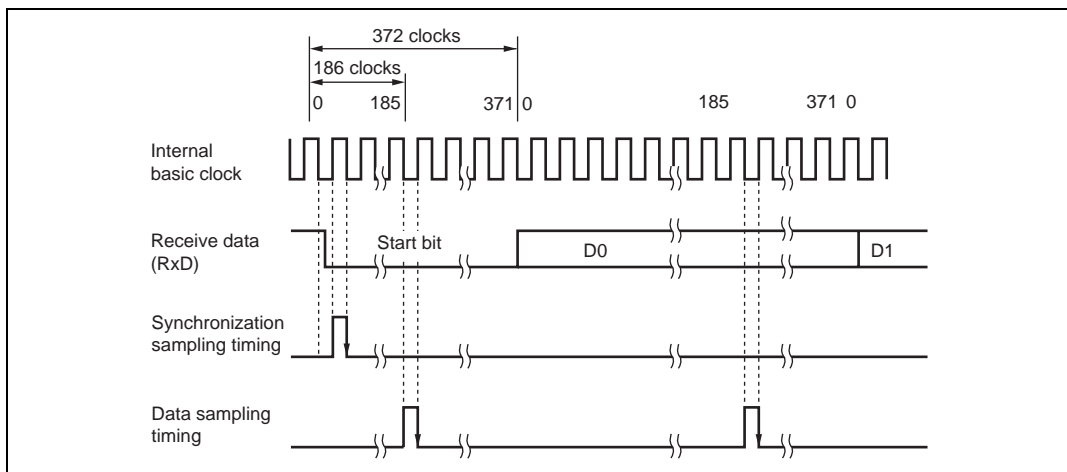 372 clocks
186 clocks
0 185 371 0 185 371 0
Internal
basic clock
Receive data
(RxD)
Start bit D0 D1
Synchronization
sampling timing
Data sampling
timing